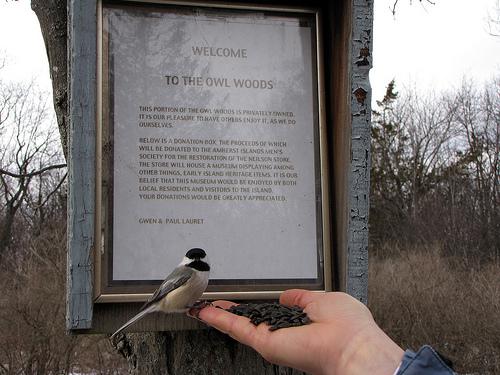 WELCOME
TO THE OWL WOODS
THIS PORTION OF THE OWL WOODS IS PRIVATELY OWNED.
IT IS OUR PLEASURE TO HAVE OTHERS ENJOY IT, AS WE DO
OURSELVES.
BELOW IS A DONATION BOX. THE PROCEEDS OF WHICH
WILL BE DONATED TO THE AMHERST ISLANDS MEN'S
SOCIETY FOR THE RESTORATION OF THE NEILSON STORE.
THE STORE WILL HOUSE A MUSEUM DISPLAYING AMONG
OTHER THINGS, EARLY ISLAND HERITAGE ITEMS. IT IS OUR
BELIEF THAT THIS MUSEUM WOULD BE ENJOYED BY BOTH
LOCAL RESIDENTS AND VISITORS TO THE ISLAND.
YOUR DONATIONS WOULD BE GREATLY APPRECIATED.
GWEN & PAUL LAURET